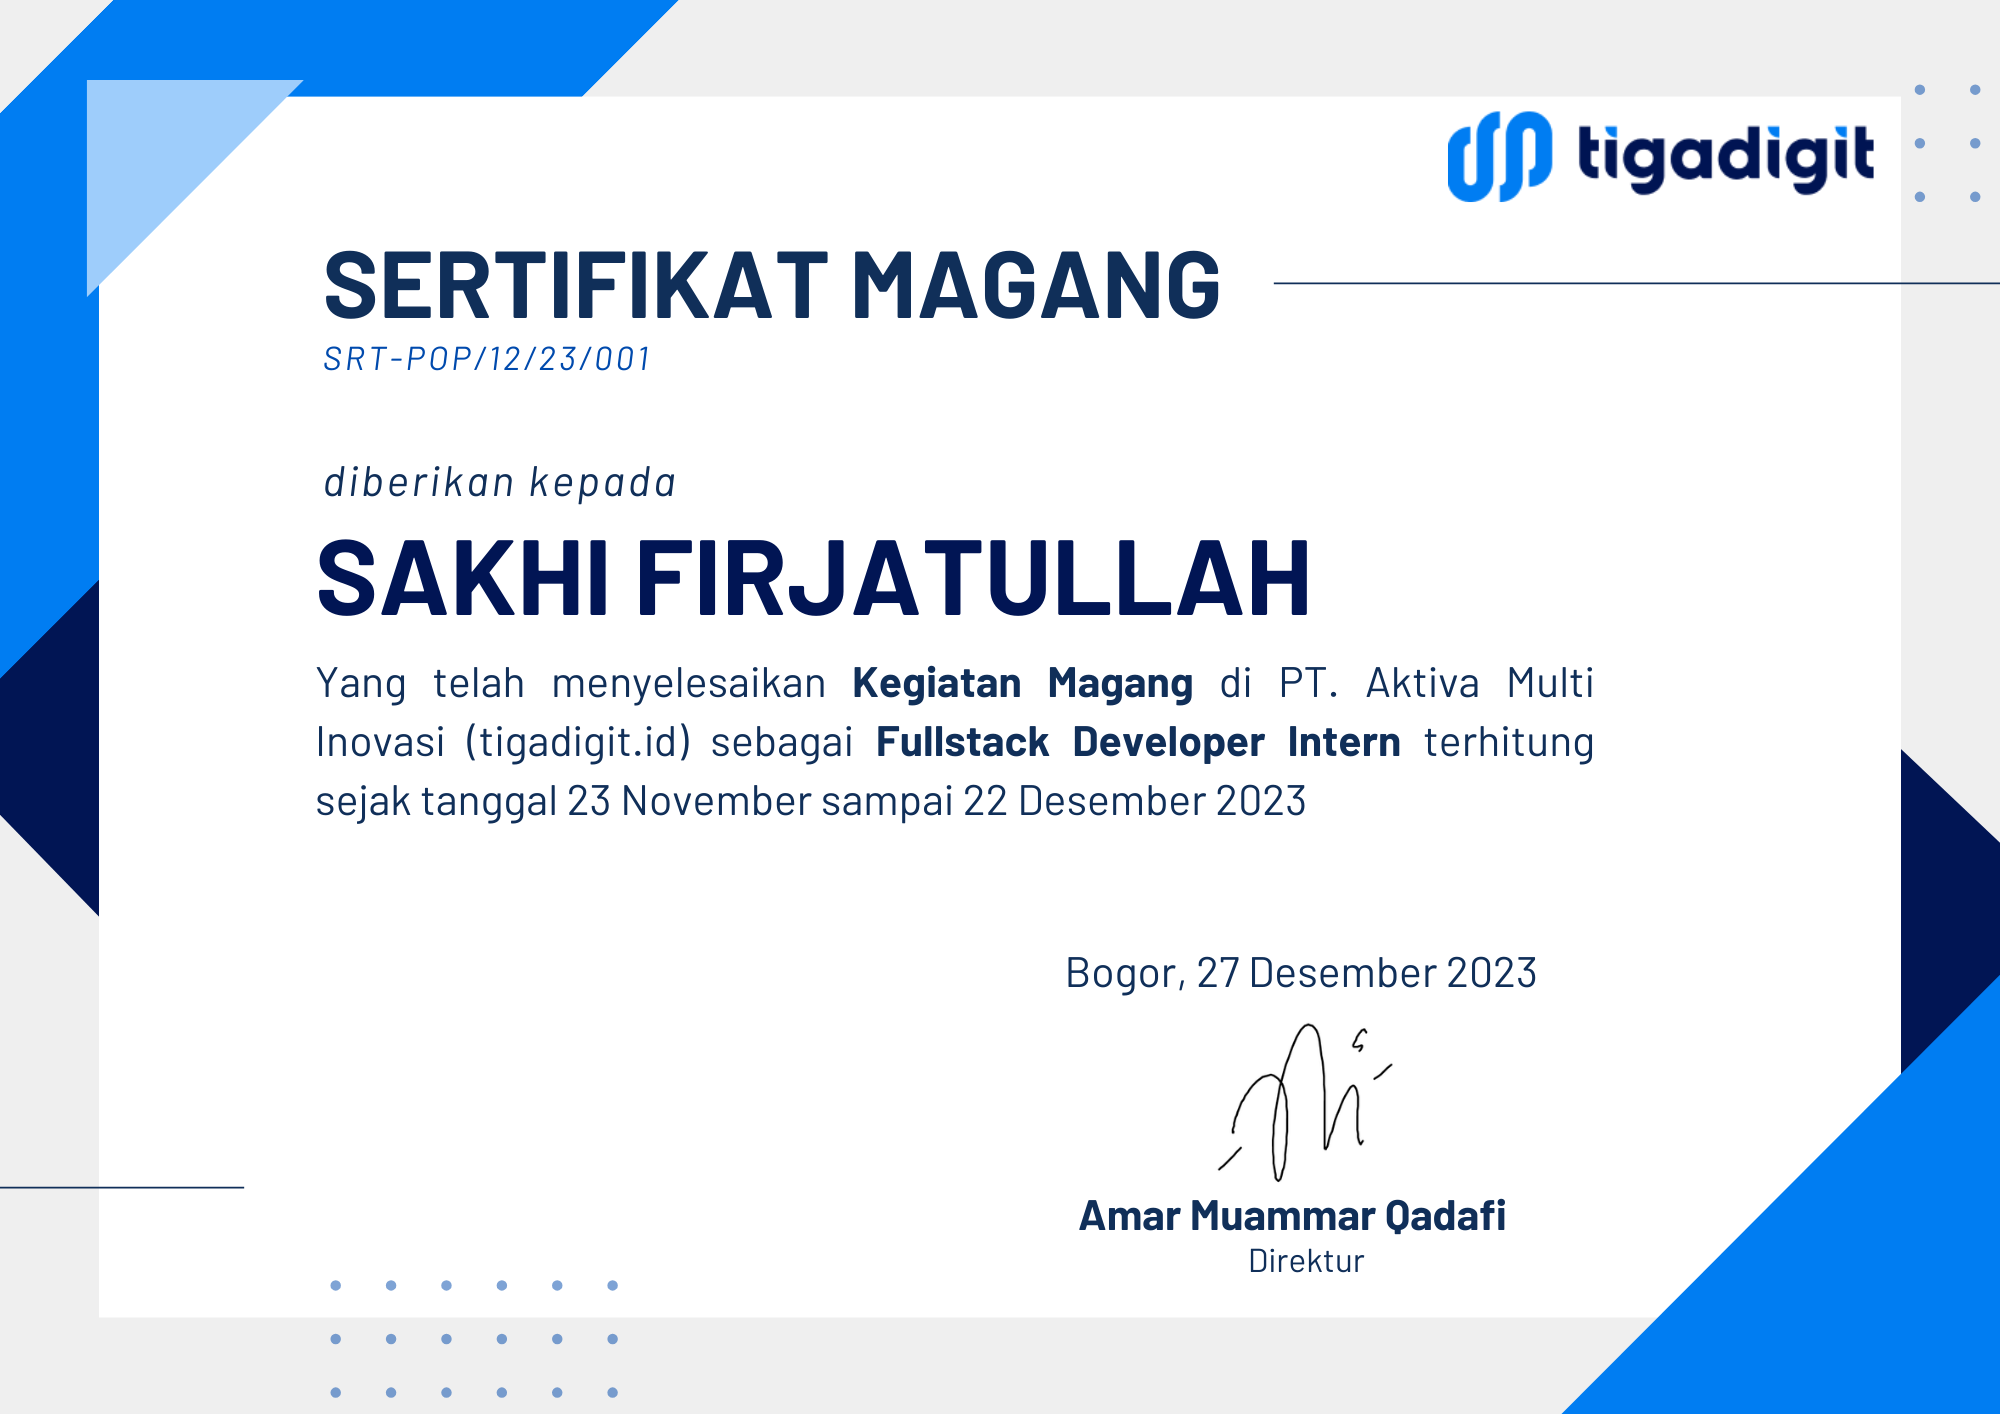 tigadigit
SERTIFIKAT MAGANG
SRT-POP/12/23/001
diberikan kepada
SAKHI FIRJATULLAH
Yang telah menyelesaikan Kegiatan Magang di PT. Aktiva Multi
Inovasi (tigadigit.id) sebagai Fullstack Developer Intern terhitung
sejak tanggal 23 November sampai 22 Desember 2023
Bogor, 27 Desember 2023
Amar Muammar Qadafi
Direktur